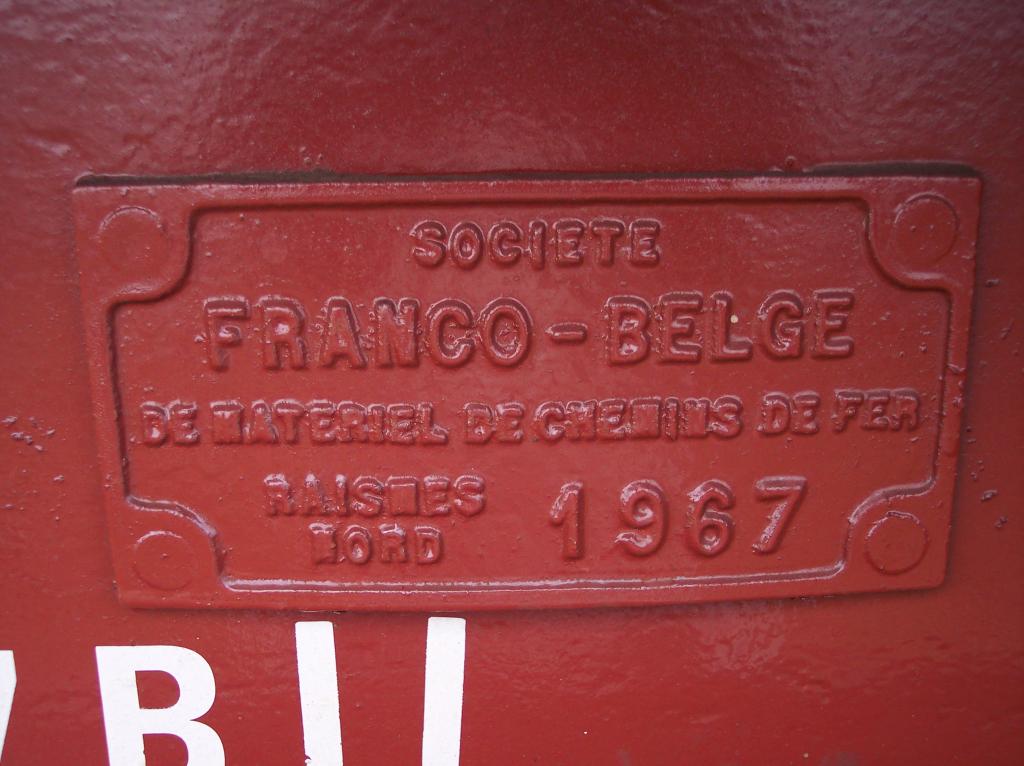 SOCIETE
FRANCO-BELGE
DE MATERIEL DE CHEMINS DE FER
RAISMES 1967
NORD